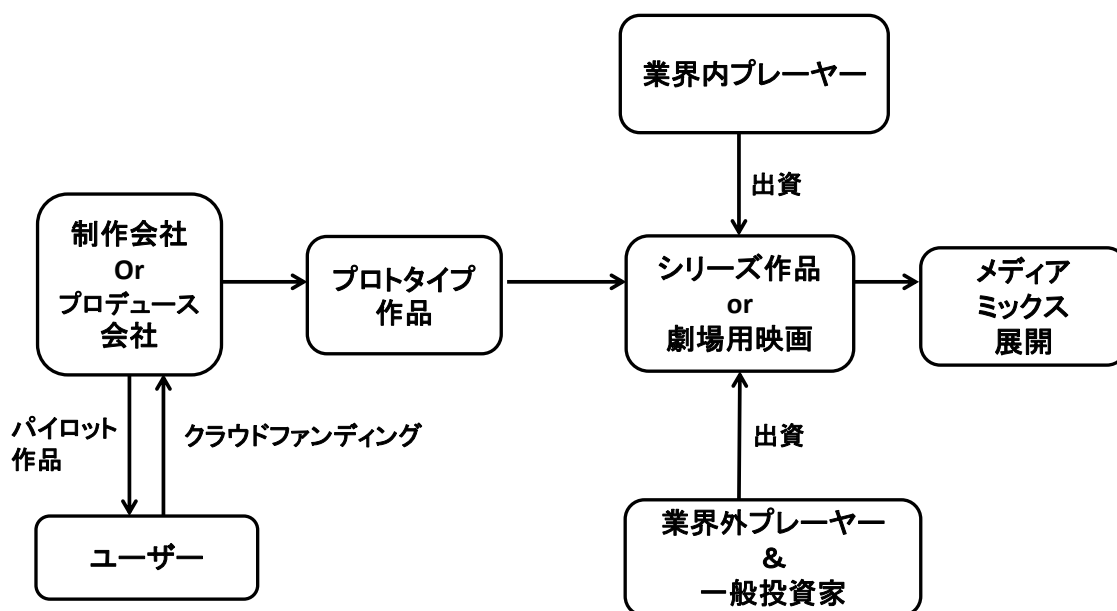 業界内プレーヤー
出資
制作会社
Or
プロデュース
会社
プロトタイプ
作品
シリーズ作品
or
劇場用映画
メディア
ミックス
展開
パイロット
作品
クラウドファンディング
出資
ユーザー
業界外プレーヤー
&
一般投資家